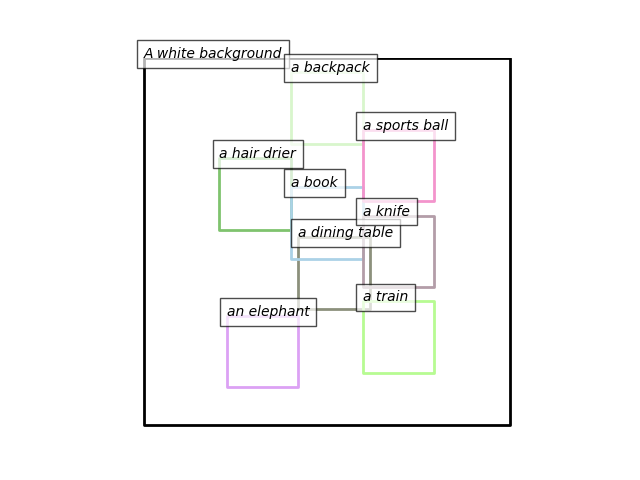 A white background
a backpack
a sports ball
a hair drier
a book
a knife
a dining table
a train
an elephant